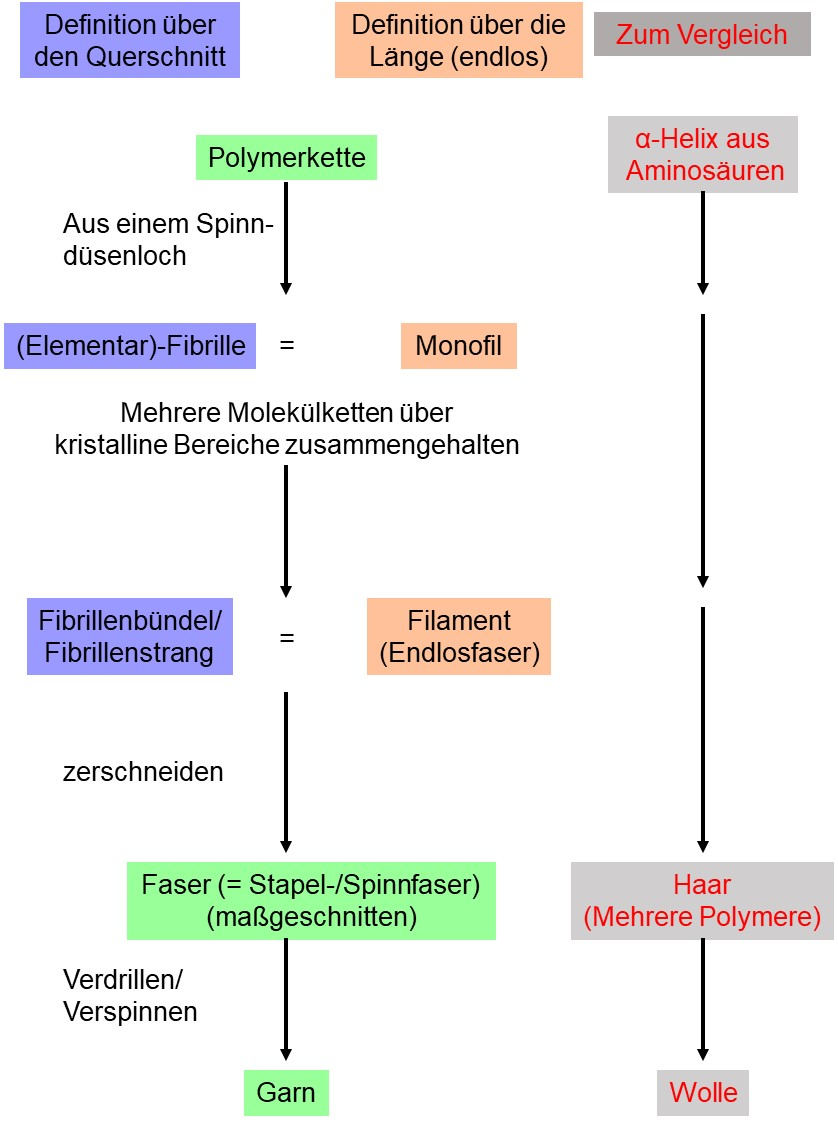 Definition über
den Querschnitt
Definition über die
Länge (endlos)
Zum Vergleich
Polymerkette
α-Helix aus
Aminosäuren
Aus einem Spinn-
düsenloch
(Elementar)-Fibrille
=
Monofil
Mehrere Molekülketten über
kristalline Bereiche zusammengehalten
Fibrillenbündel/
Fibrillenstrang
=
Filament
(Endlosfaser)
zerschneiden
Faser (= Stapel-/Spinnfaser)
(maßgeschnitten)
Haar
(Mehrere Polymere)
Verdrillen/
Verspinnen
Garn
Wolle